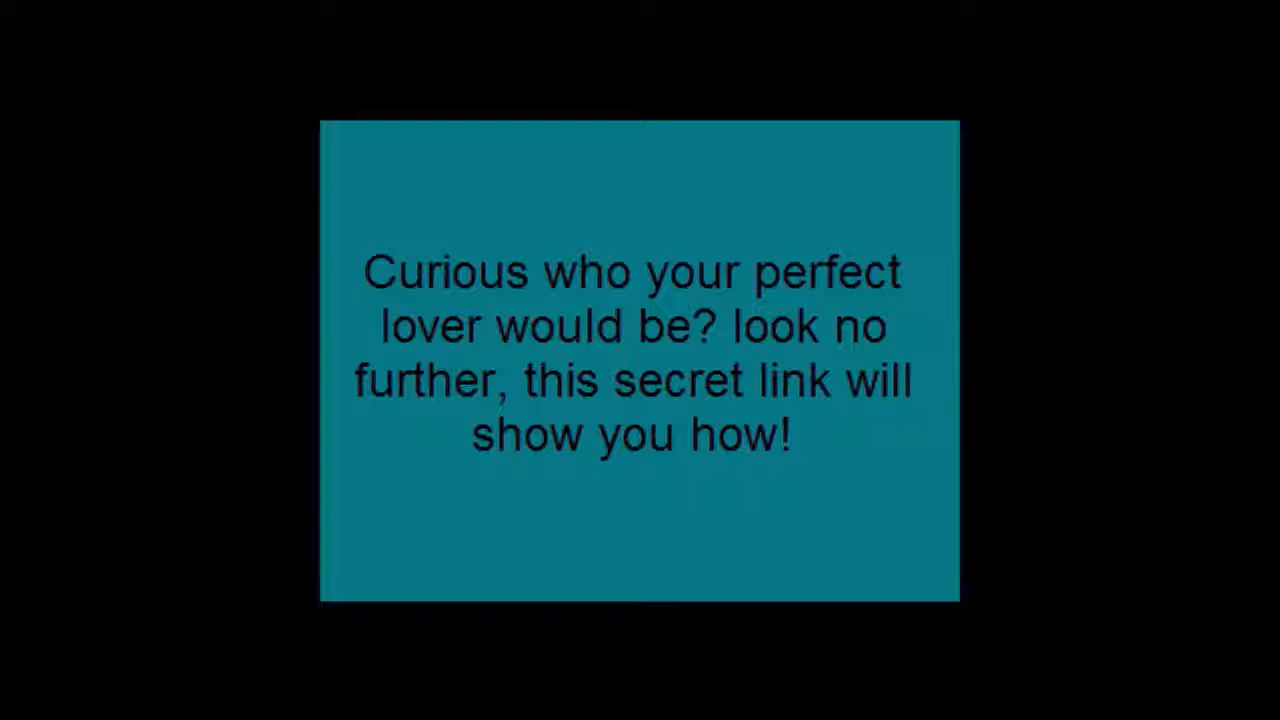 Curious who your perfect
lover would be? look no
further, this secret link will
show you how!